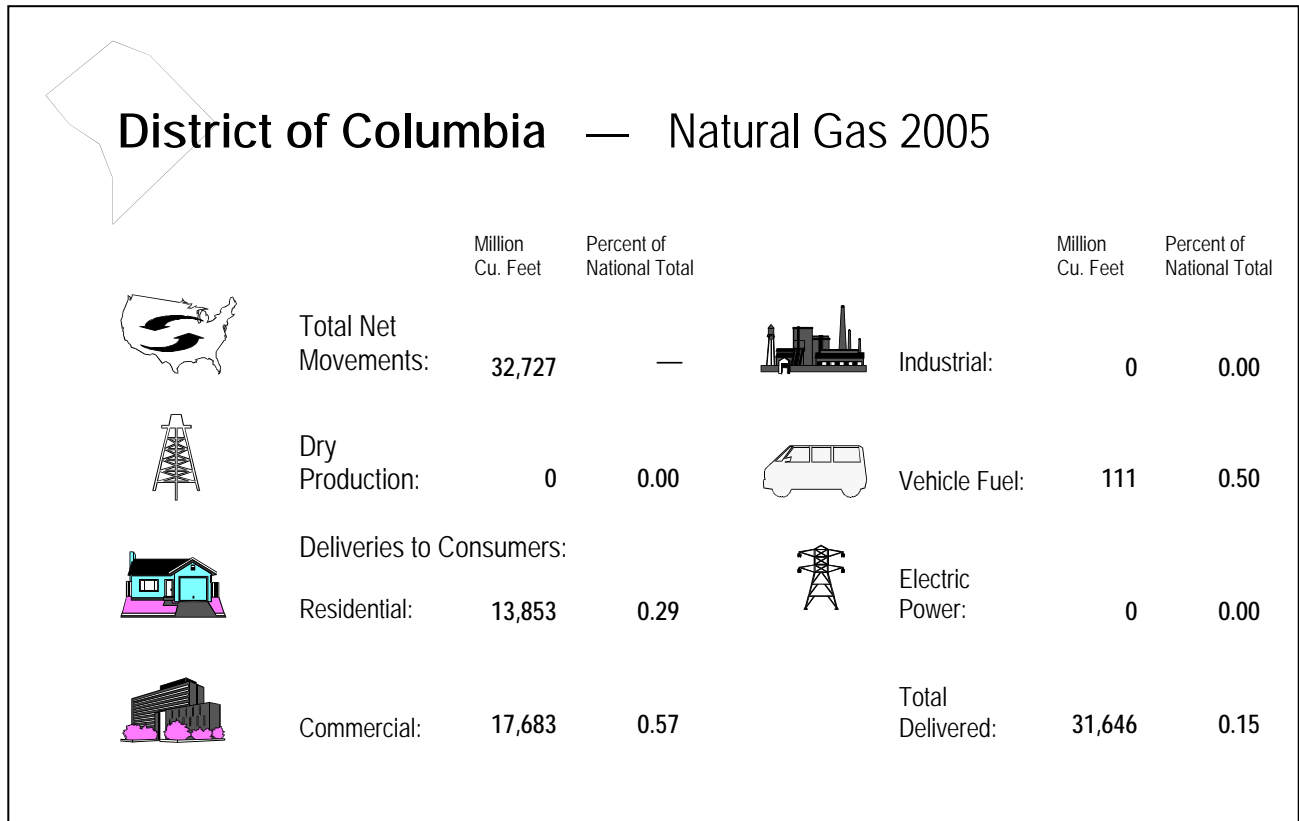 District of Columbia — Natural Gas 2005
Million
Cu. Feet
Percent of
National Total
Total Net
Movements: 32,727 —
Dry
Production: 0 0.00
Deliveries to Consumers:
Residential: 13,853 0.29
Commercial: 17,683 0.57
Million
Cu. Feet
Percent of
National Total
Industrial: 0 0.00
Vehicle Fuel: 111 0.50
Electric
Power: 0 0.00
Total
Delivered: 31,646 0.15